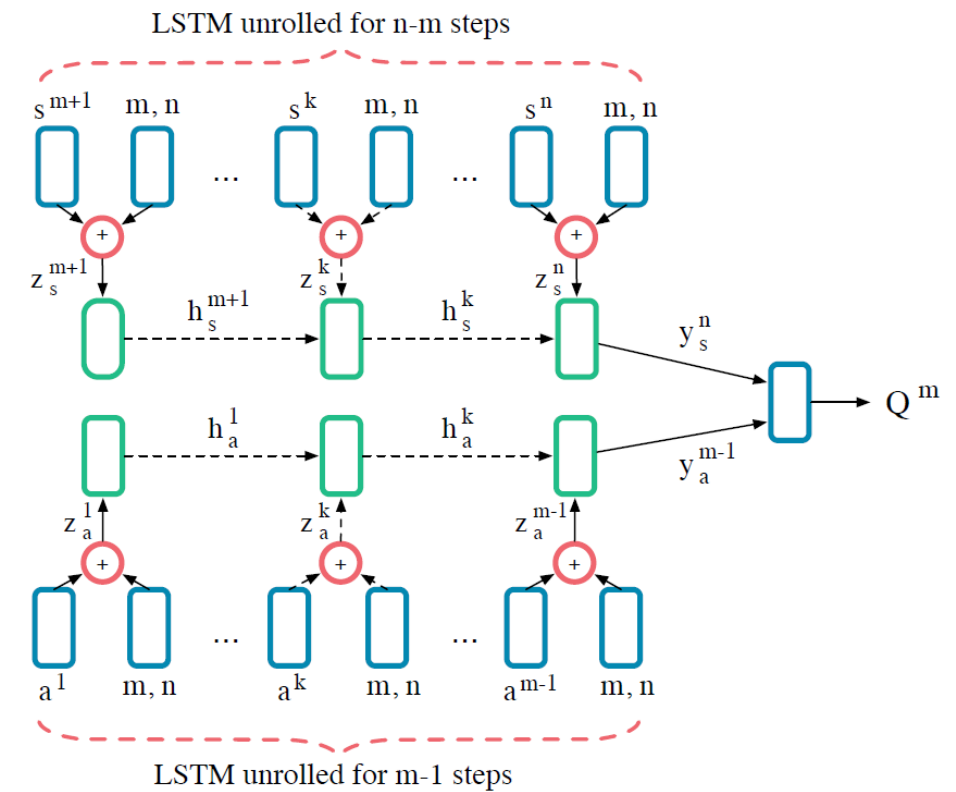 LSTM unrolled for n-m steps
s^{m+1} m, n s^k m, n s^n m, n
... ...
+ + +
z_s^{m+1} z_s^k z_s^n
h_s^{m+1} h_s^k y_s^n
Q^m
h_a^1 h_a^k y_a^{m-1}
z_a^1 z_a^k z_a^{m-1}
+ + +
... ...
a^1 m, n a^k m, n a^{m-1} m, n
LSTM unrolled for m-1 steps